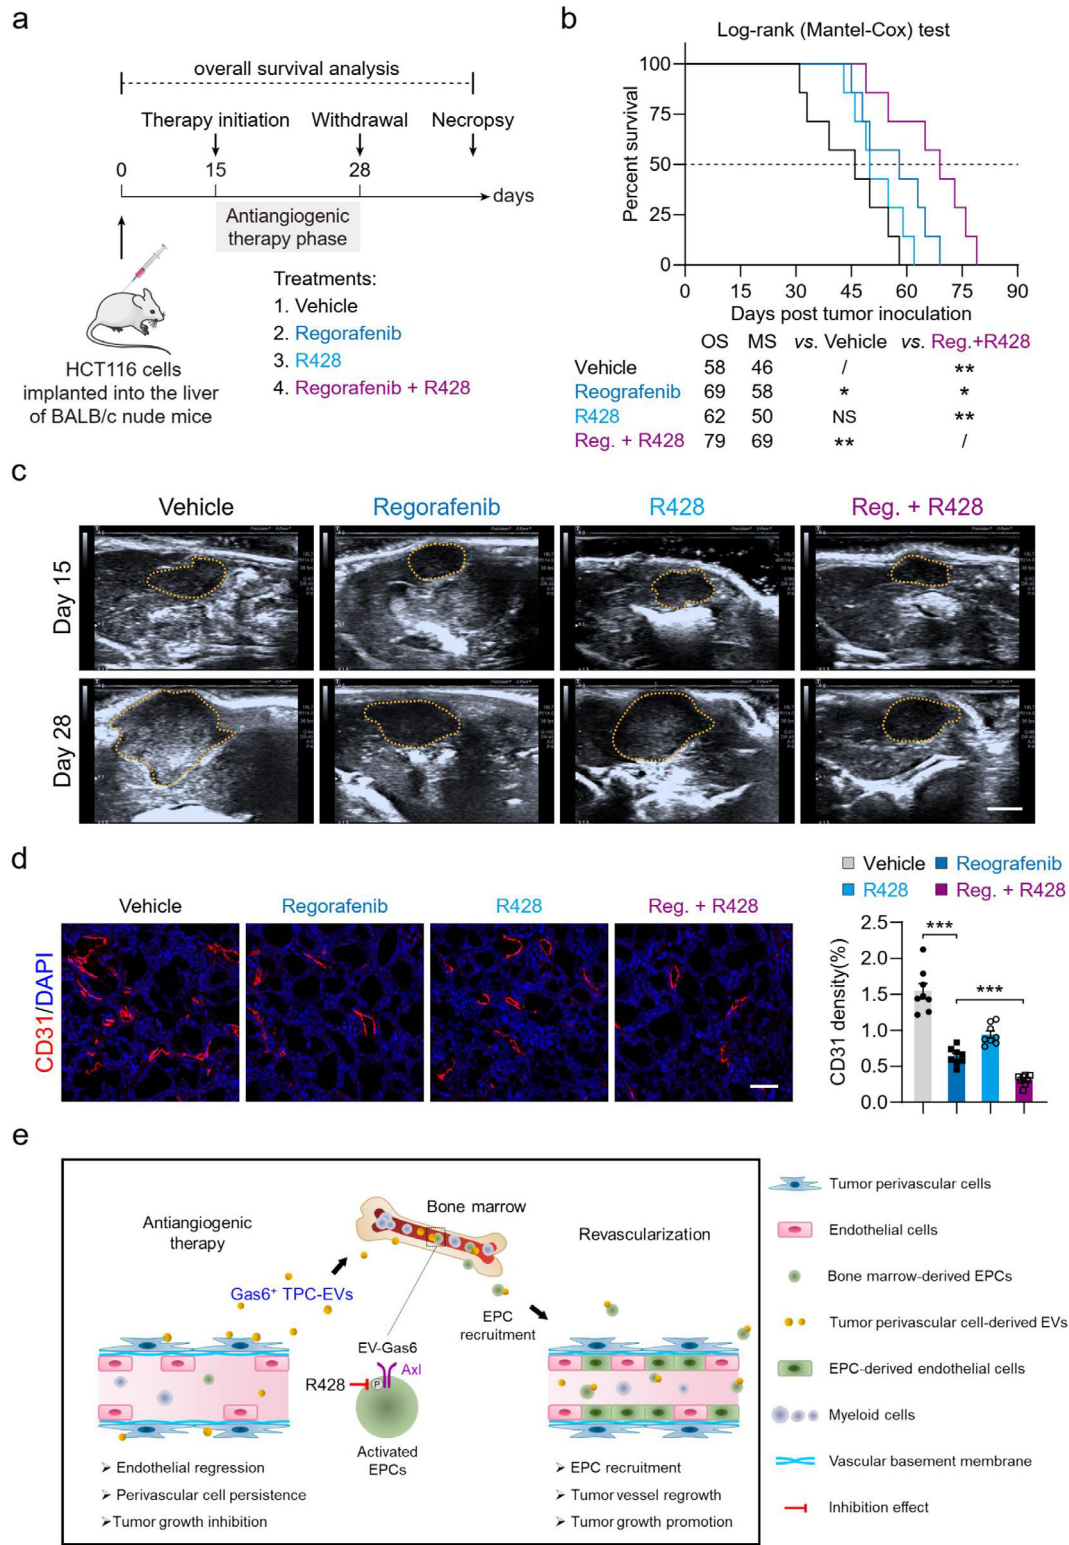 a
overall survival analysis
Therapy initiation
Withdrawal
Necropsy
0
15
28
days
Antiangiogenic
therapy phase
HCT116 cells
implanted into the liver
of BALB/c nude mice
Treatments:
1. Vehicle
2. Regorafenib
3. R428
4. Regorafenib + R428
b
Log-rank (Mantel-Cox) test
Percent survival
100
75
50
25
0
0 15 30 45 60 75 90
Days post tumor inoculation
OS MS vs. Vehicle vs. Reg.+R428
Vehicle 58 46 / **
Reografenib 69 58 * *
R428 62 50 NS **
Reg. + R428 79 69 ** /
c
Vehicle Regorafenib R428 Reg. + R428
Day 15
Day 28
d
Vehicle Regorafenib R428 Reg. + R428
CD31/DAPI
Vehicle Reografenib
R428 Reg. + R428
CD31 density(%)
2.5
2.0
1.5
1.0
0.5
0.0
***
***
e
Antiangiogenic
therapy
Bone marrow
Revascularization
Gas6+ TPC-EVs
EPC
recruitment
EV-Gas6
Axl
R428
P
Activated
EPCs
➢ Endothelial regression
➢ Perivascular cell persistence
➢ Tumor growth inhibition
➢ EPC recruitment
➢ Tumor vessel regrowth
➢ Tumor growth promotion
Tumor perivascular cells
Endothelial cells
Bone marrow-derived EPCs
Tumor perivascular cell-derived EVs
EPC-derived endothelial cells
Myeloid cells
Vascular basement membrane
Inhibition effect